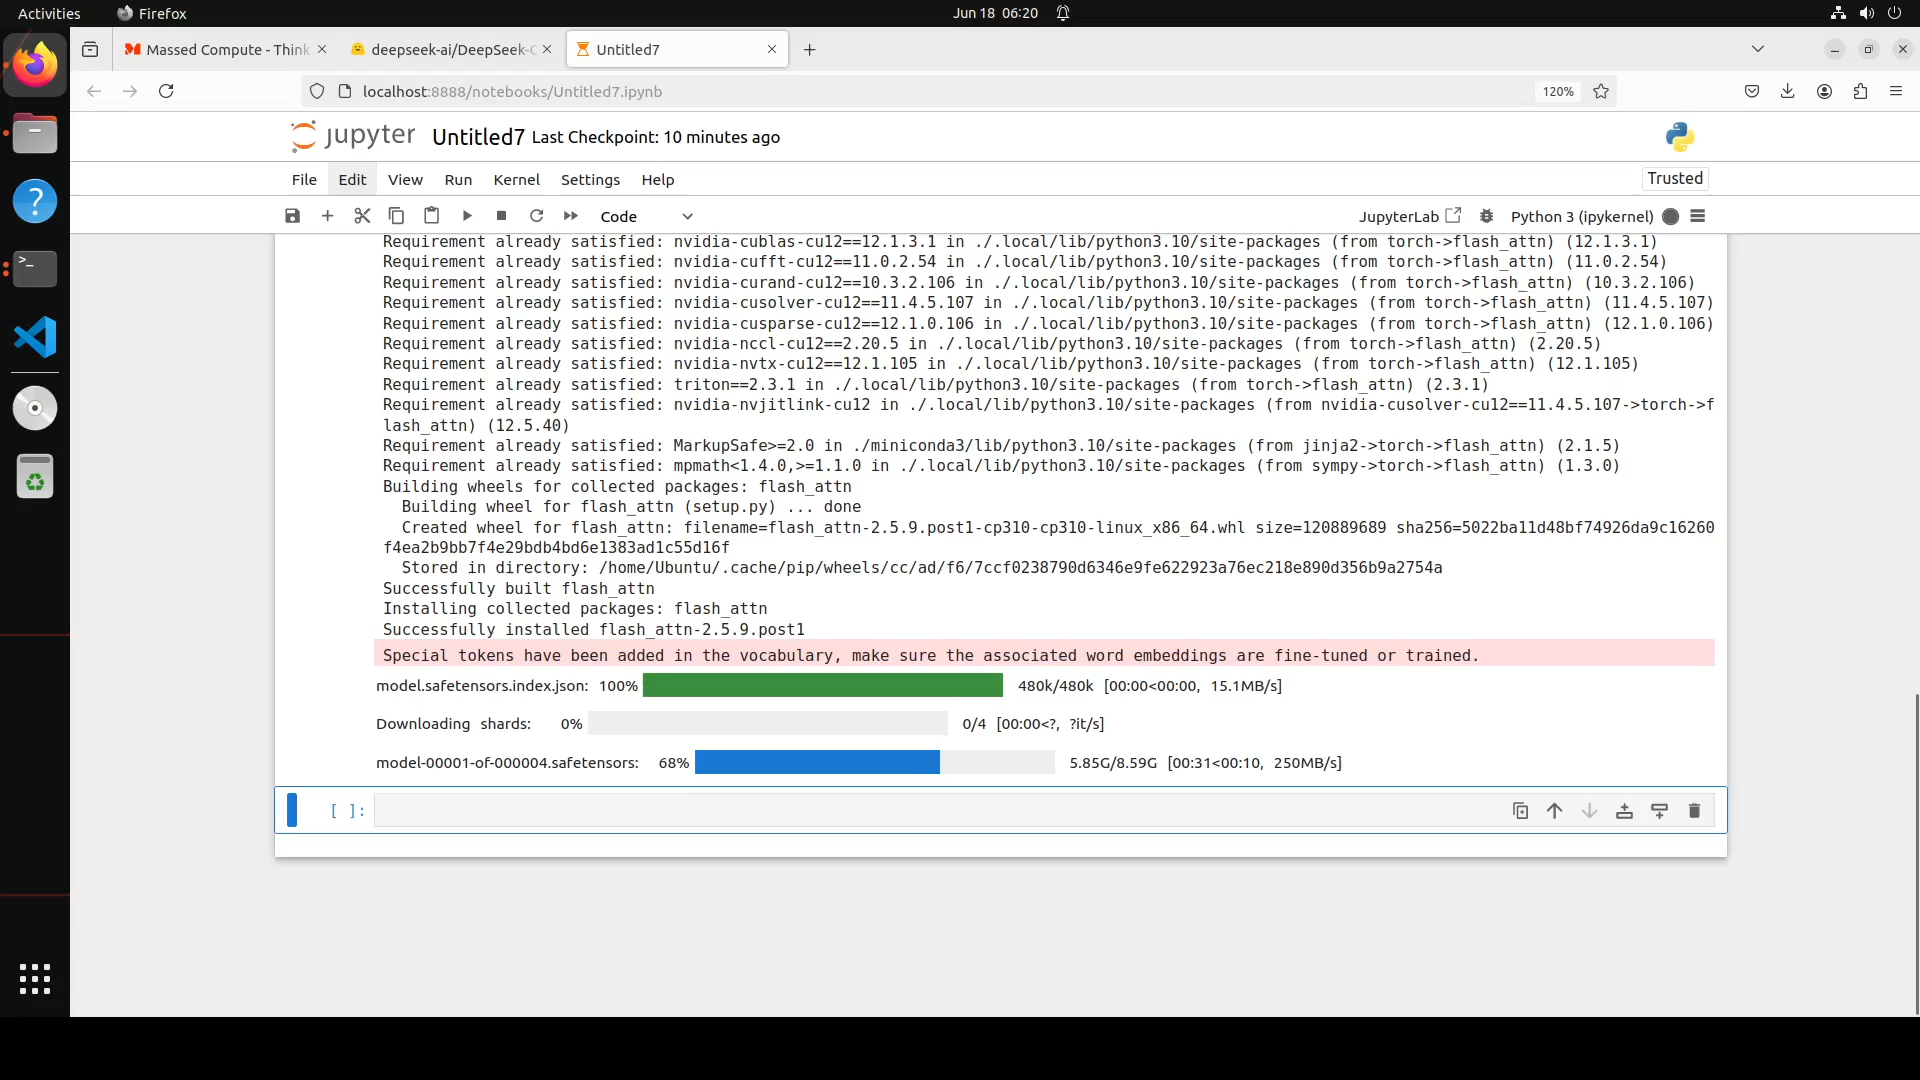 Activities
Firefox
Jun 18 06:20
Massed Compute - Think
deepseek-ai/DeepSeek-C
Untitled7
localhost:8888/notebooks/Untitled7.ipynb
120%
jupyter
Untitled7 Last Checkpoint: 10 minutes ago
File Edit View Run Kernel Settings Help
Trusted
Code
JupyterLab
Python 3 (ipykernel)
Requirement already satisfied: nvidia-cublas-cu12==12.1.3.1 in ./.local/lib/python3.10/site-packages (from torch->flash_attn) (12.1.3.1)
Requirement already satisfied: nvidia-cufft-cu12==11.0.2.54 in ./.local/lib/python3.10/site-packages (from torch->flash_attn) (11.0.2.54)
Requirement already satisfied: nvidia-curand-cu12==10.3.2.106 in ./.local/lib/python3.10/site-packages (from torch->flash_attn) (10.3.2.106)
Requirement already satisfied: nvidia-cusolver-cu12==11.4.5.107 in ./.local/lib/python3.10/site-packages (from torch->flash_attn) (11.4.5.107)
Requirement already satisfied: nvidia-cusparse-cu12==12.1.0.106 in ./.local/lib/python3.10/site-packages (from torch->flash_attn) (12.1.0.106)
Requirement already satisfied: nvidia-nccl-cu12==2.20.5 in ./.local/lib/python3.10/site-packages (from torch->flash_attn) (2.20.5)
Requirement already satisfied: nvidia-nvtx-cu12==12.1.105 in ./.local/lib/python3.10/site-packages (from torch->flash_attn) (12.1.105)
Requirement already satisfied: triton==2.3.1 in ./.local/lib/python3.10/site-packages (from torch->flash_attn) (2.3.1)
Requirement already satisfied: nvidia-nvjitlink-cu12 in ./.local/lib/python3.10/site-packages (from nvidia-cusolver-cu12==11.4.5.107->torch->f
lash_attn) (12.5.40)
Requirement already satisfied: MarkupSafe>=2.0 in ./miniconda3/lib/python3.10/site-packages (from jinja2->torch->flash_attn) (2.1.5)
Requirement already satisfied: mpmath<1.4.0,>=1.1.0 in ./.local/lib/python3.10/site-packages (from sympy->torch->flash_attn) (1.3.0)
Building wheels for collected packages: flash_attn
Building wheel for flash_attn (setup.py) ... done
Created wheel for flash_attn: filename=flash_attn-2.5.9.post1-cp310-cp310-linux_x86_64.whl size=120889689 sha256=5022ba11d48bf74926da9c16260
f4ea2b9bb7f4e29bdb4bd6e1383ad1c55d16f
Stored in directory: /home/Ubuntu/.cache/pip/wheels/cc/ad/f6/7ccf0238790d6346e9fe622923a76ec218e890d356b9a2754a
Successfully built flash_attn
Installing collected packages: flash_attn
Successfully installed flash_attn-2.5.9.post1
Special tokens have been added in the vocabulary, make sure the associated word embeddings are fine-tuned or trained.
model.safetensors.index.json: 100% 480k/480k [00:00<00:00, 15.1MB/s]
Downloading shards: 0% 0/4 [00:00<?, ?it/s]
model-00001-of-000004.safetensors: 68% 5.85G/8.59G [00:31<00:10, 250MB/s]
[ ]: